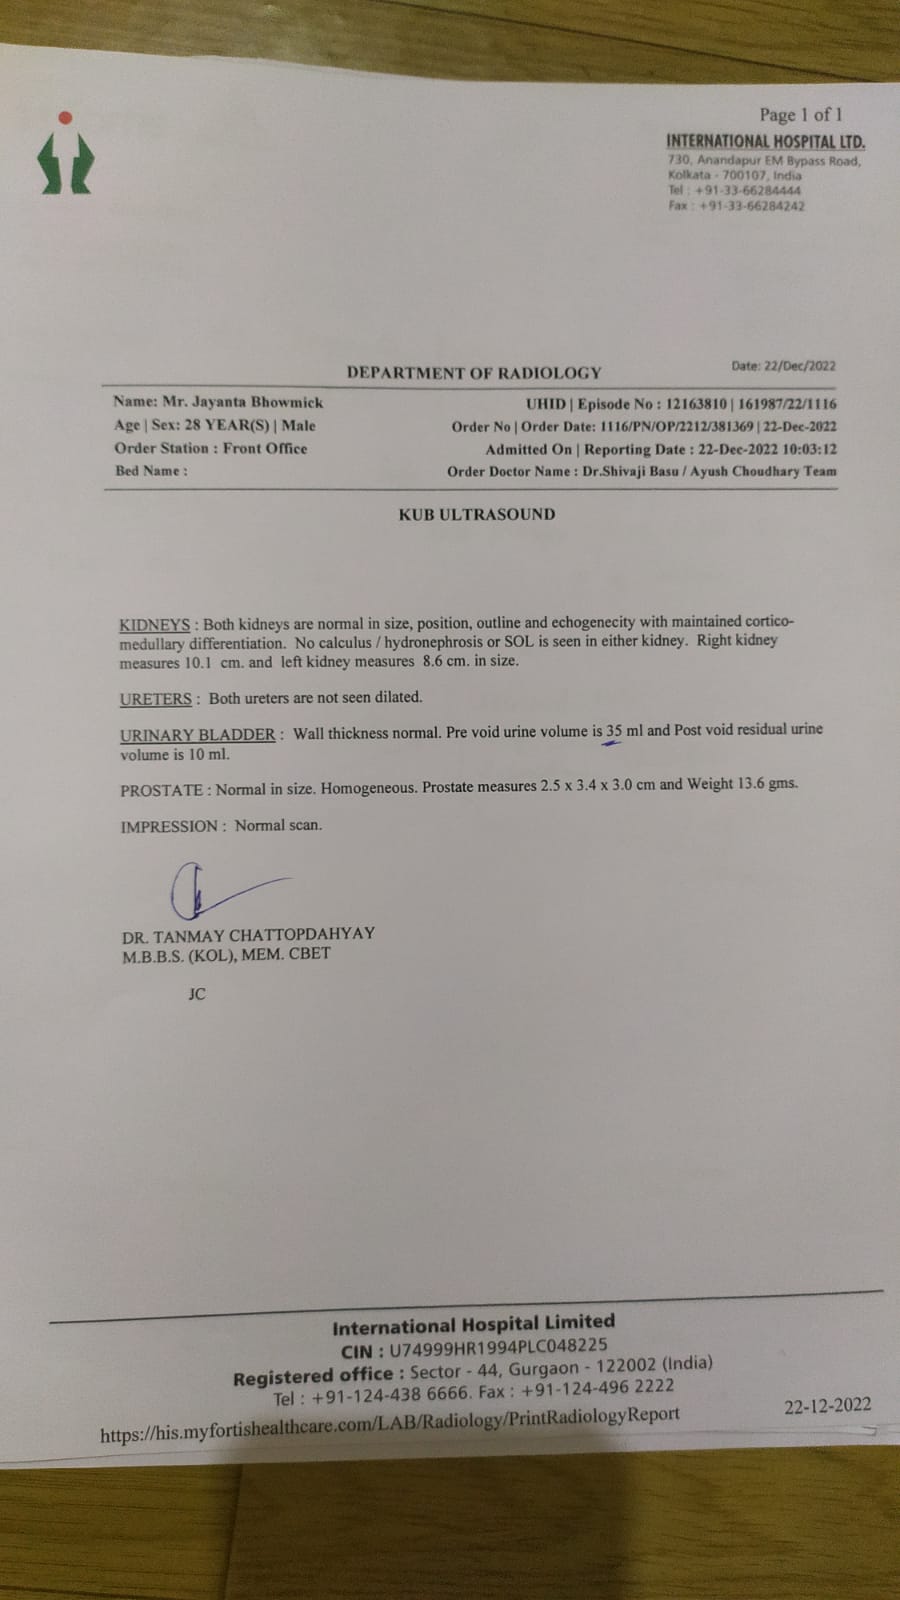 Page 1 of 1
INTERNATIONAL HOSPITAL LTD.
730, Anandapur EM Bypass Road,
Kolkata - 700107, India
Tel : +91-33-66284444
Fax : +91-33-66284242
Date: 22/Dec/2022
DEPARTMENT OF RADIOLOGY
Name: Mr. Jayanta Bhowmick
UHID | Episode No : 12163810 | 161987/22/1116
Age | Sex: 28 YEAR(S) | Male
Order No | Order Date: 1116/PN/OP/2212/381369 | 22-Dec-2022
Order Station : Front Office
Admitted On | Reporting Date : 22-Dec-2022 10:03:12
Bed Name :
Order Doctor Name : Dr.Shivaji Basu / Ayush Choudhary Team
KUB ULTRASOUND
KIDNEYS : Both kidneys are normal in size, position, outline and echogenecity with maintained cortico-
medullary differentiation. No calculus / hydronephrosis or SOL is seen in either kidney. Right kidney
measures 10.1 cm. and left kidney measures 8.6 cm. in size.
URETERS : Both ureters are not seen dilated.
URINARY BLADDER : Wall thickness normal. Pre void urine volume is 35 ml and Post void residual urine
volume is 10 ml.
PROSTATE : Normal in size. Homogeneous. Prostate measures 2.5 x 3.4 x 3.0 cm and Weight 13.6 gms.
IMPRESSION : Normal scan.
DR. TANMAY CHATTOPDAHYAY
M.B.B.S. (KOL), MEM. CBET
JC
International Hospital Limited
CIN : U74999HR1994PLC048225
Registered office : Sector - 44, Gurgaon - 122002 (India)
Tel : +91-124-438 6666. Fax : +91-124-496 2222
https://his.myfortishealthcare.com/LAB/Radiology/PrintRadiologyReport
22-12-2022